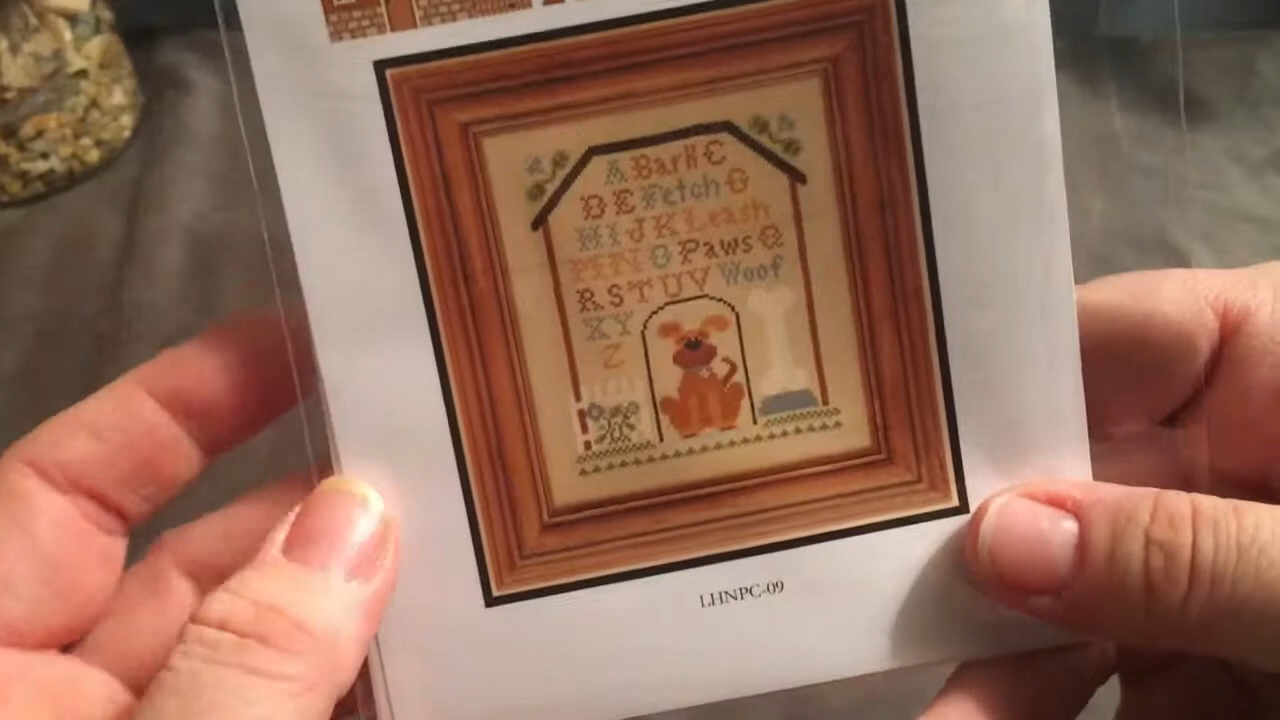 A Bark C
D E Fetch G
H I J K Leash
M N O Paws Q
R S T U V Woof
X Y
Z
LHNPC-09